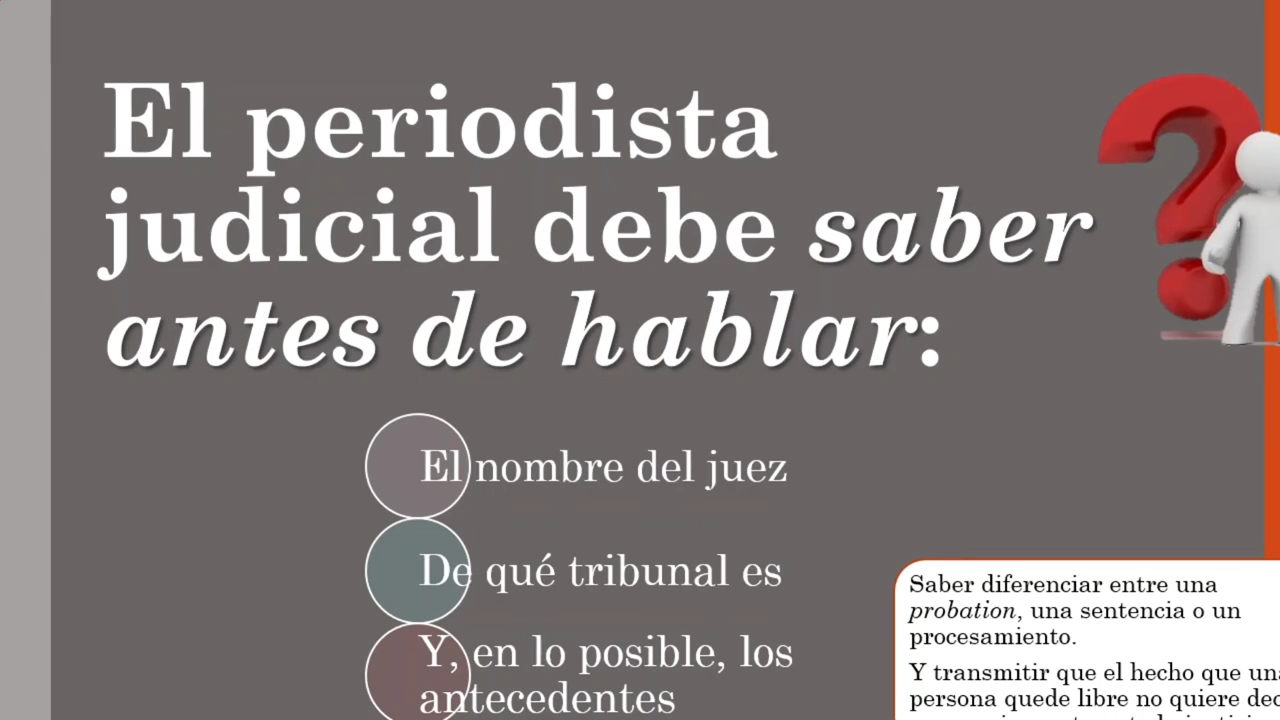 El periodista
judicial debe saber
antes de hablar:
El nombre del juez
De qué tribunal es
Y, en lo posible, los
antecedentes
Saber diferenciar entre una
probation, una sentencia o un
procesamiento.
Y transmitir que el hecho que
persona quede libre no quiere